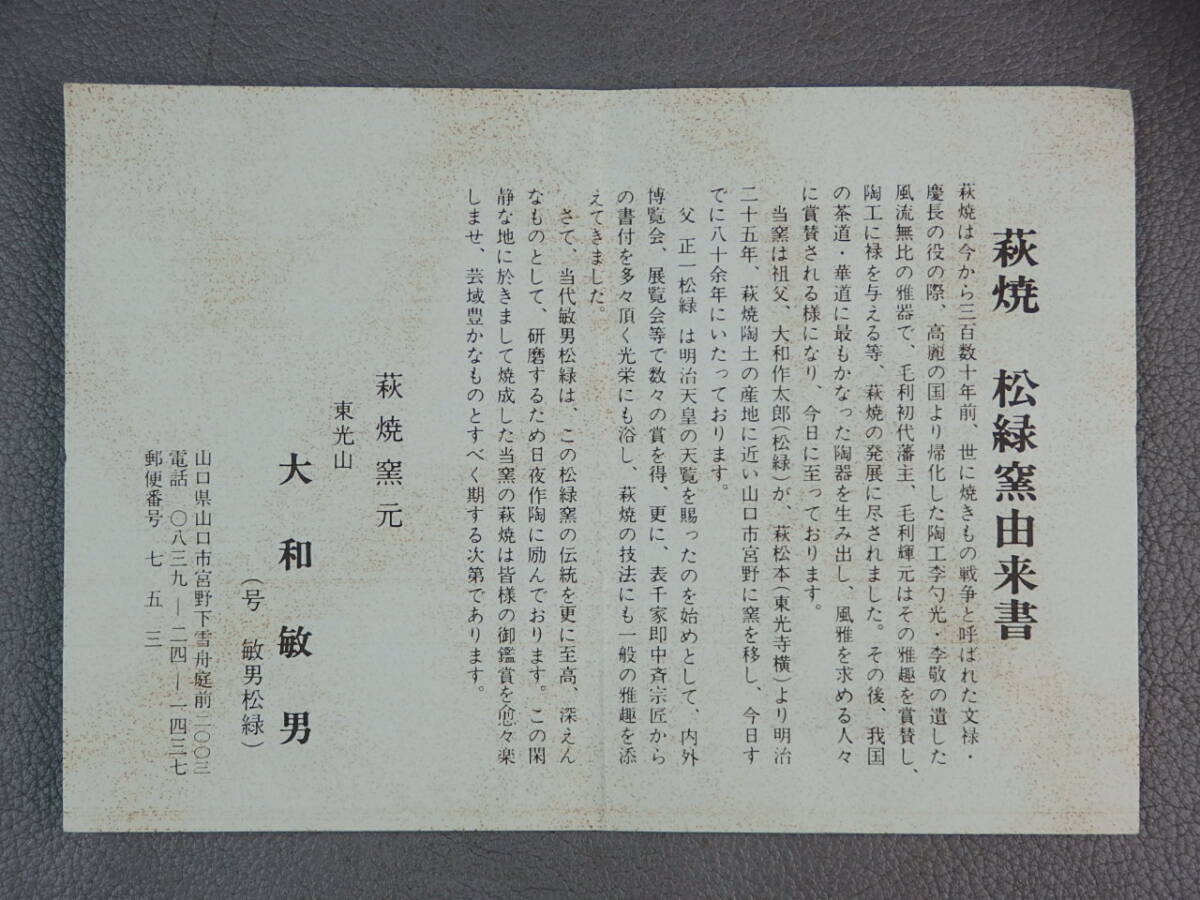 萩焼　松緑窯由来書
萩焼は今から三百数十年前、世に焼きもの戦争と呼ばれた文禄・
慶長の役の際、高麗の国より帰化した陶工李勺光・李敬の遺した
風流無比の雅器で、毛利初代藩主、毛利輝元はその雅趣を賞賛し、
陶工に禄を与える等、萩焼の発展に尽されました。その後、我国
の茶道・華道に最もかなった陶器を生み出し、風雅を求める人々
に賞賛される様になり、今日に至っております。
当窯は祖父、大和作太郎(松緑)が、萩松本(東光寺横)より明治
二十五年、萩焼陶土の産地に近い山口市宮野に窯を移し、今日す
でに八十余年にいたっております。
父 正一松緑 は明治天皇の天覧を賜ったのを始めとして、内外
博覧会、展覧会等で数々の賞を得、更に、表千家即中斉宗匠から
の書付を多々頂く光栄にも浴し、萩焼の技法にも一般の雅趣を添
えてきました。
さて、当代敏男松緑は、この松緑窯の伝統を更に至高、深えん
なものとして、研磨するため日夜作陶に励んでおります。この閑
静な地に於きまして焼成した当窯の萩焼は皆様の御鑑賞を愈々楽
しませ、芸域豊かなものとすべく期する次第であります。
萩焼窯元
東光山
大和敏男
(号　敏男松緑)
山口県山口市宮野下雪舟庭前二〇〇三
電話 〇八三九―二四―一四三七
郵便番号 七五三